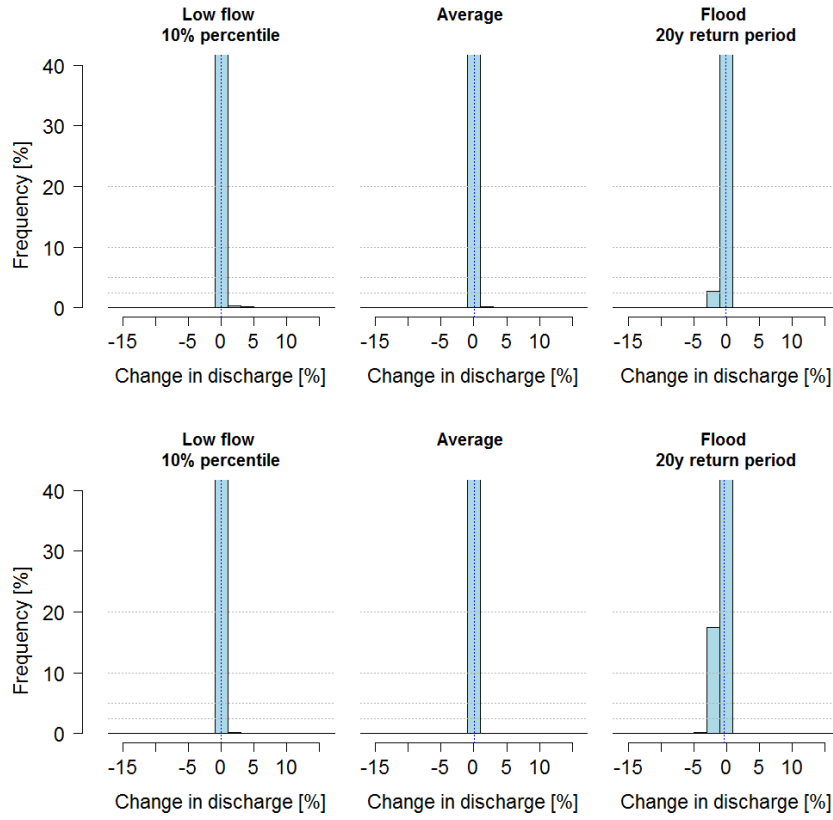 Low flow
10% percentile
Average
Flood
20y return period
Frequency [%]
40
30
20
10
0
-15 -5 0 5 10
-15 -5 0 5 10
-15 -5 0 5 10
Change in discharge [%]
Change in discharge [%]
Change in discharge [%]
Low flow
10% percentile
Average
Flood
20y return period
Frequency [%]
40
30
20
10
0
-15 -5 0 5 10
-15 -5 0 5 10
-15 -5 0 5 10
Change in discharge [%]
Change in discharge [%]
Change in discharge [%]